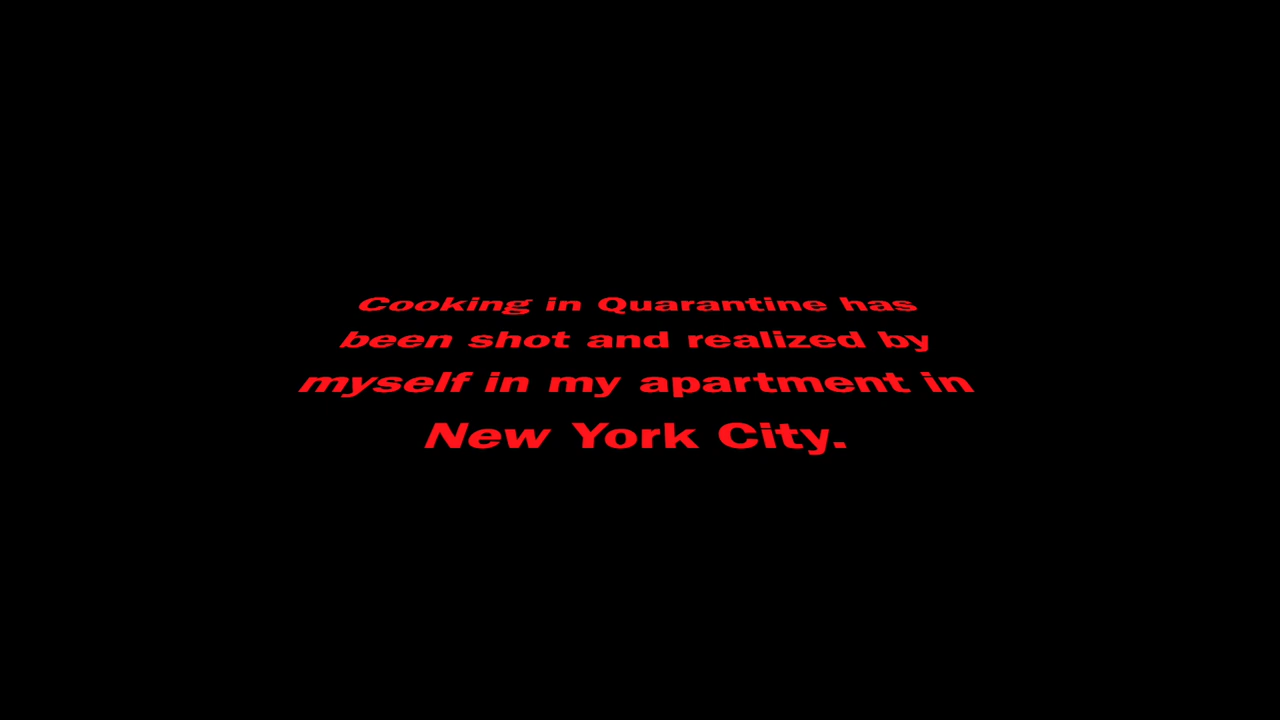 Cooking in Quarantine has
been shot and realized by
myself in my apartment in
New York City.